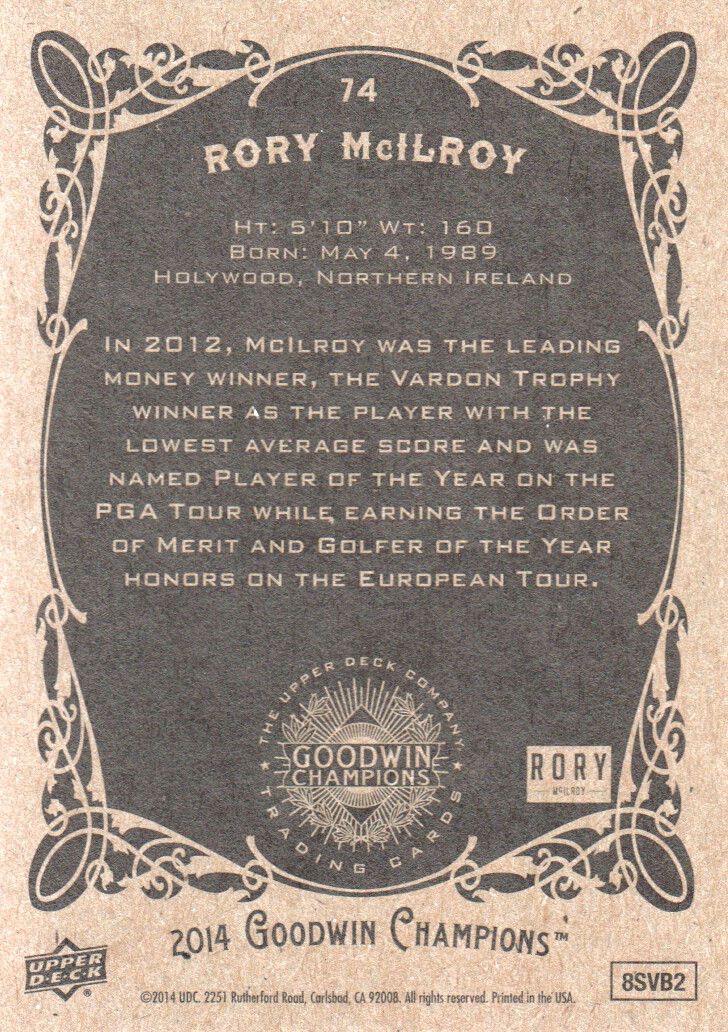 74
RORY McILROY
HT: 5'10" WT: 160
BORN: MAY 4, 1989
HOLYWOOD, NORTHERN IRELAND
IN 2012, MCILROY WAS THE LEADING
MONEY WINNER, THE VARDON TROPHY
WINNER AS THE PLAYER WITH THE
LOWEST AVERAGE SCORE AND WAS
NAMED PLAYER OF THE YEAR ON THE
PGA TOUR WHILE EARNING THE ORDER
OF MERIT AND GOLFER OF THE YEAR
HONORS ON THE EUROPEAN TOUR.
THE UPPER DECK COMPANY
GOODWIN
CHAMPIONS
TRADING CARDS
RORY
McILROY
2014 GOODWIN CHAMPIONS™
UPPER
D·E·C·K
®
©2014 UDC. 2251 Rutherford Road, Carlsbad, CA 92008. All rights reserved. Printed in the USA.
8SVB2